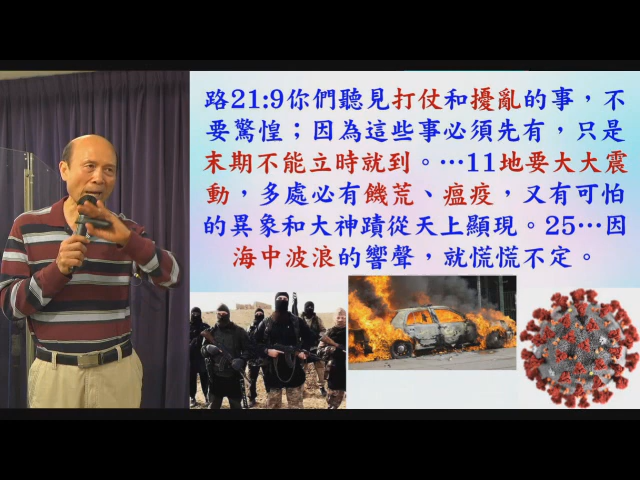 路21:9你們聽見打仗和擾亂的事，不
要驚惶；因為這些事必須先有，只是
末期不能立時就到。…11地要大大震
動，多處必有饑荒、瘟疫，又有可怕
的異象和大神蹟從天上顯現。25…因
海中波浪的響聲，就慌慌不定。